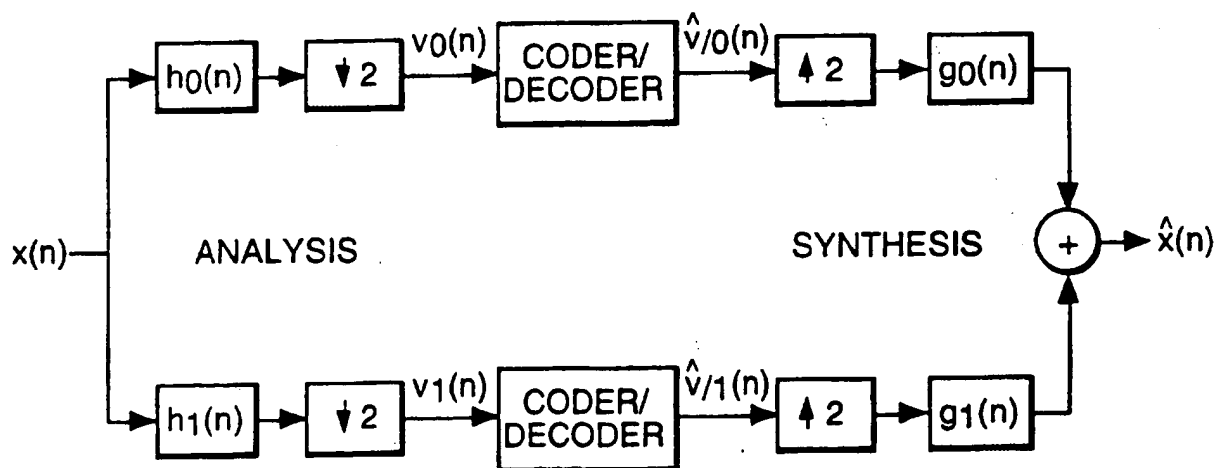 h0(n)
↓ 2
v0(n)
CODER/
DECODER
v̂/0(n)
↑ 2
g0(n)
x(n)
ANALYSIS
SYNTHESIS
+
x̂(n)
h1(n)
↓ 2
v1(n)
CODER/
DECODER
v̂/1(n)
↑ 2
g1(n)